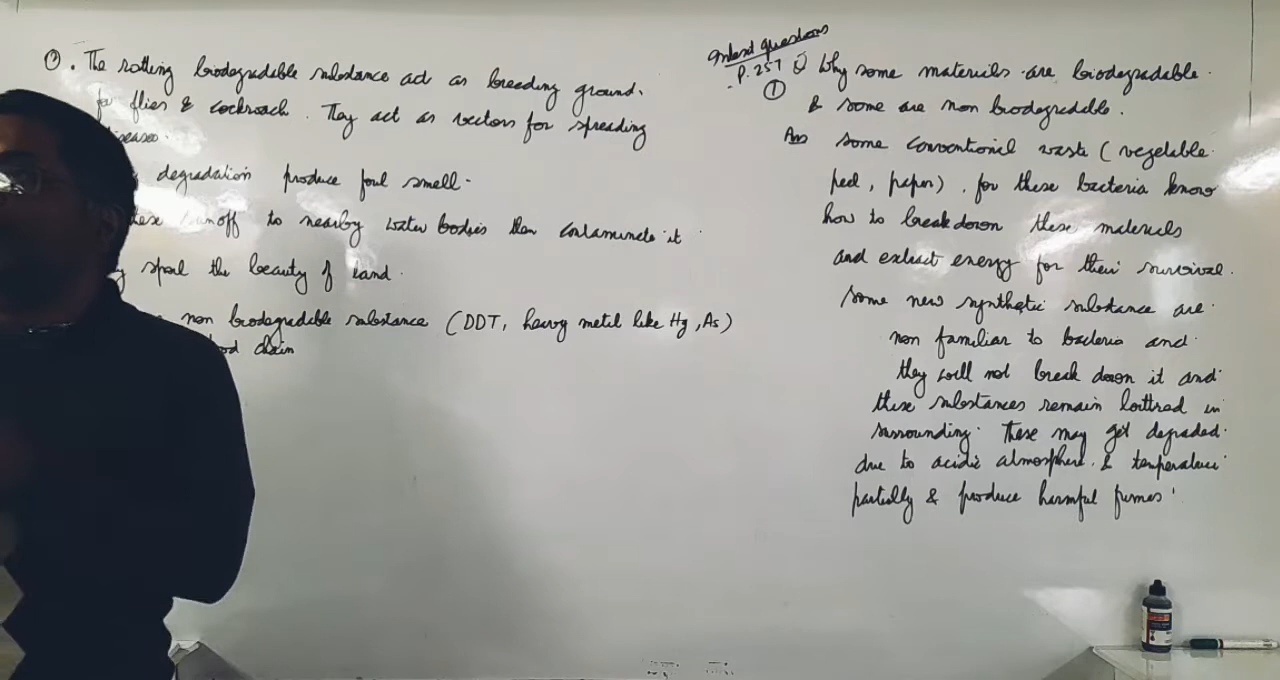 . The rotting biodegradable substance act as breeding ground.
flies & cockroach. They act as vectors for spreading
degradation produce foul smell.
to nearby water bodies then contaminate it
spoil the beauty of land.
non biodegradable substance (DDT, heavy metal like Hg, As)
chain
Intext questions
P. 257
① Why some materials are biodegradable.
& some are non biodegradable.
Ans some conventional waste (vegetable
peel, paper), for these bacteria know
how to break down these materials
and extract energy for their survival.
some new synthetic substance are.
non familiar to bacteria and
they will not break down it and
these substances remain in
surrounding. These may get degraded
due to acidic atmosphere & temperature
partially & produce harmful fumes